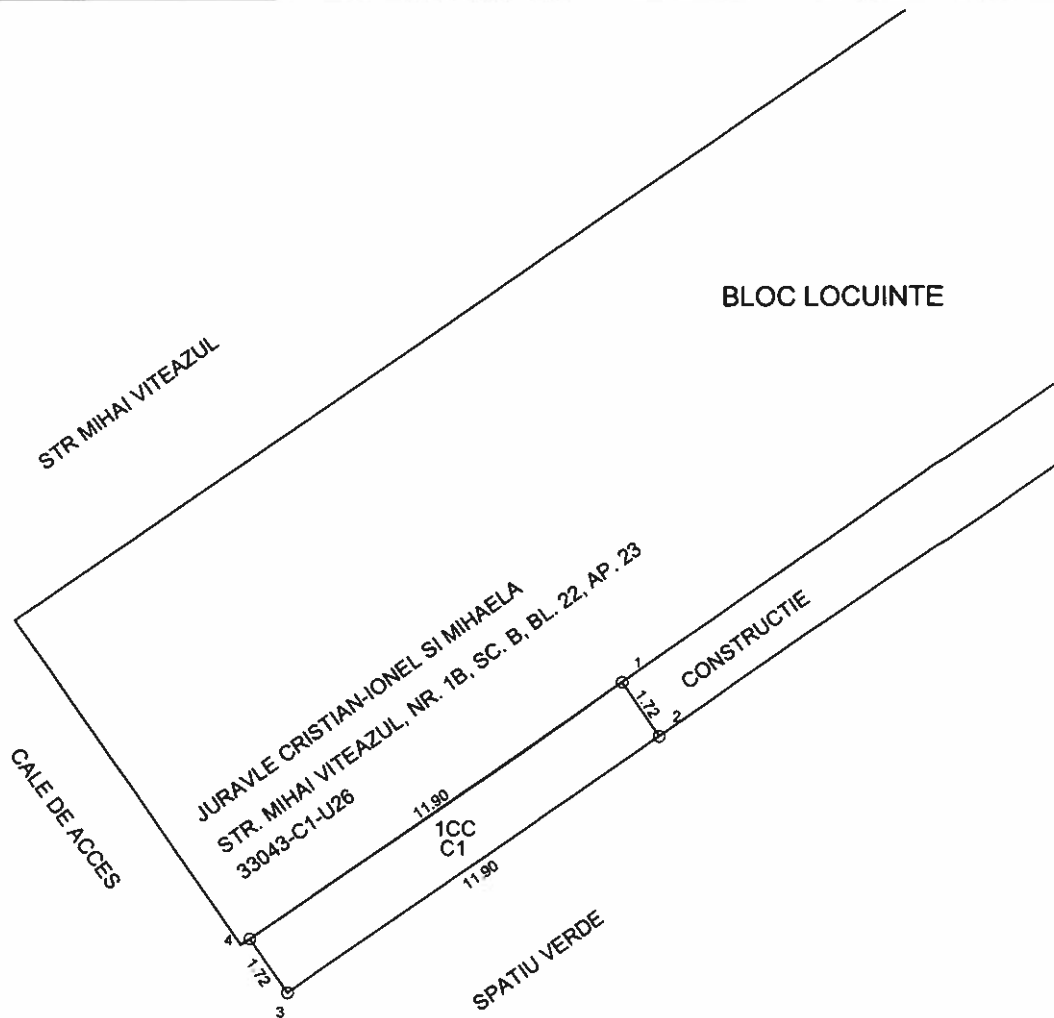 BLOC LOCUINTE
STR MIHAI VITEAZUL
JURAVLE CRISTIAN-IONEL SI MIHAELA
STR. MIHAI VITEAZUL, NR. 1B, SC. B, BL. 22, AP. 23
33043-C1-U26
CONSTRUCTIE
1
1.72
2
CALE DE ACCES
11.90
1CC
C1
11.90
4
1.72
3
SPATIU VERDE